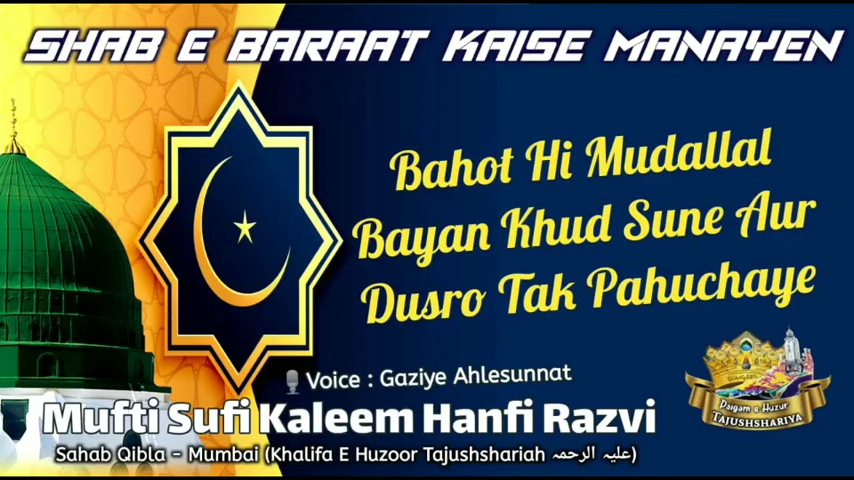 SHAB E BARAAT KAISE MANAYEN
Bahot Hi Mudallal
Bayan Khud Sune Aur
Dusro Tak Pahuchaye
Voice : Gaziye Ahlesunnat
Mufti Sufi Kaleem Hanfi Razvi
Sahab Qibla - Mumbai (Khalifa E Huzoor Tajushshariah علیہ الرحمہ)
Paigam e Huzur
TAJUSHSHARIYA